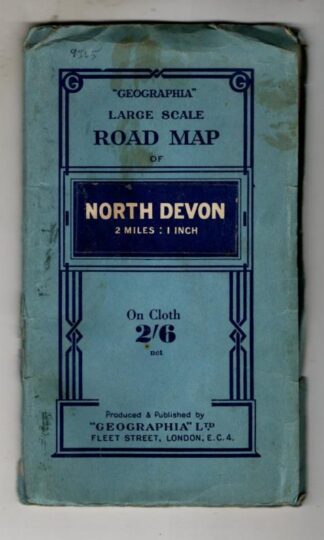 G G
"GEOGRAPHIA"
LARGE SCALE
ROAD MAP
OF
NORTH DEVON
2 MILES : 1 INCH
On Cloth
2/6
net
Produced & Published by
"GEOGRAPHIA" LTD
FLEET STREET, LONDON, E.C.4.